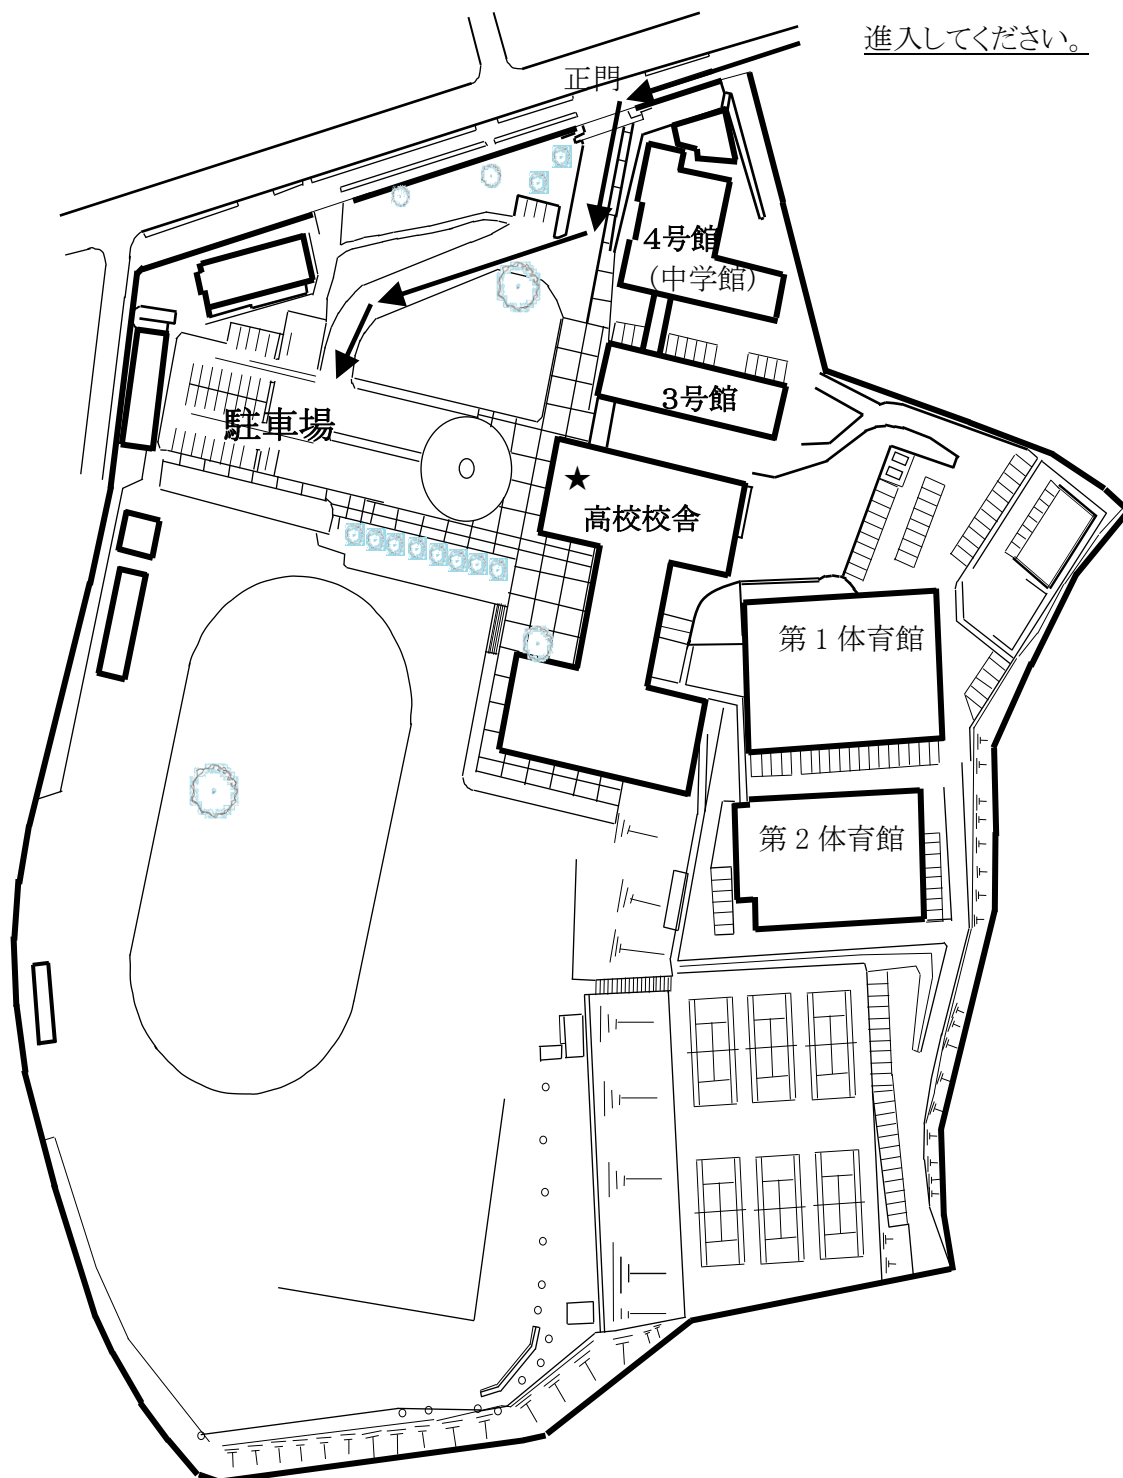 進入してください。
正門
4号館
(中学館)
3号館
駐車場
★
高校校舎
第1体育館
第2体育館